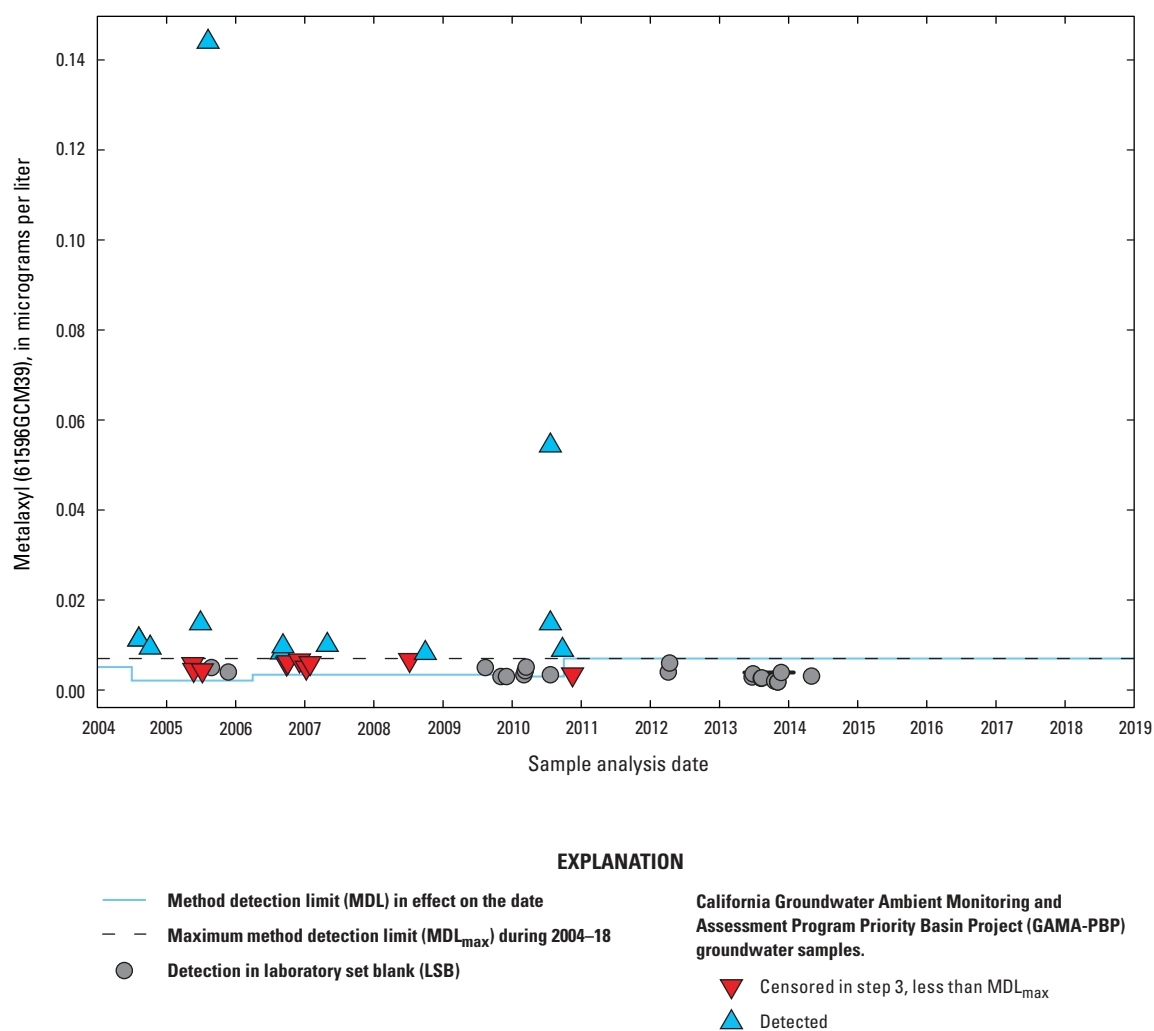 Metalaxyl (61596GCM39), in micrograms per liter
0.14
0.12
0.10
0.08
0.06
0.04
0.02
0.00
2004 2005 2006 2007 2008 2009 2010 2011 2012 2013 2014 2015 2016 2017 2018 2019
Sample analysis date
EXPLANATION
Method detection limit (MDL) in effect on the date
Maximum method detection limit (MDLmax) during 2004–18
Detection in laboratory set blank (LSB)
California Groundwater Ambient Monitoring and
Assessment Program Priority Basin Project (GAMA-PBP)
groundwater samples.
Censored in step 3, less than MDLmax
Detected